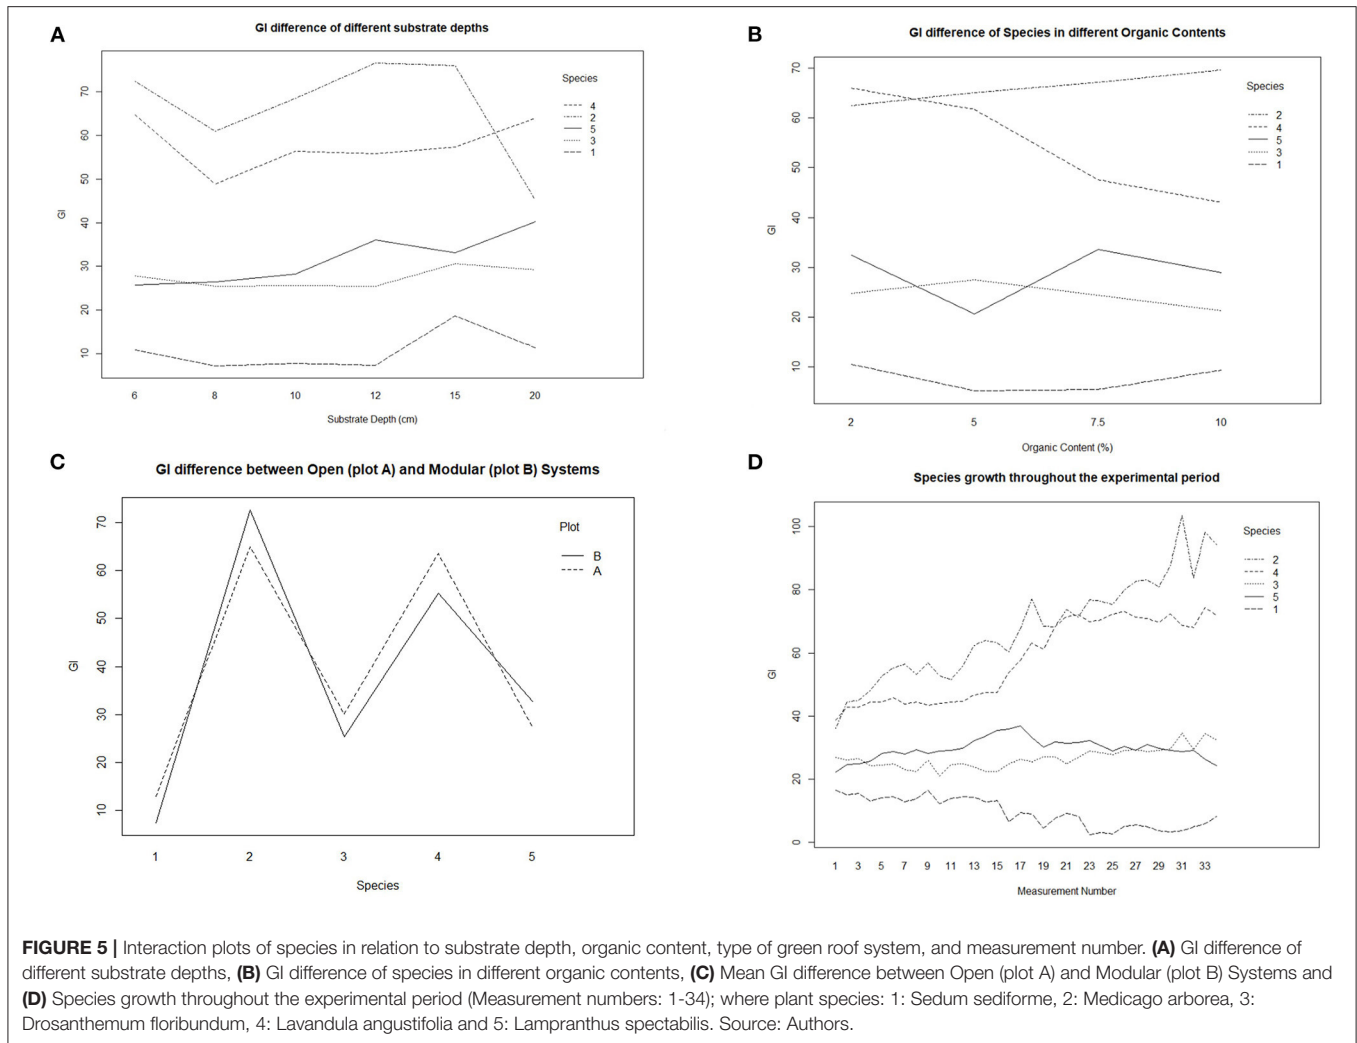 A
GI difference of different substrate depths
GI
70
60
50
40
30
20
10
6 8 10 12 15 20
Substrate Depth (cm)
Species
4
2
5
3
1
B
GI difference of Species in different Organic Contents
GI
70
60
50
40
30
20
10
2 5 7.5 10
Organic Content (%)
Species
2
4
5
3
1
C
GI difference between Open (plot A) and Modular (plot B) Systems
GI
70
60
50
40
30
20
10
1 2 3 4 5
Species
Plot
B
A
D
Species growth throughout the experimental period
GI
100
80
60
40
20
0
1 3 5 7 9 11 13 15 17 19 21 23 25 27 29 31 33
Measurement Number
Species
2
4
3
5
1
FIGURE 5 | Interaction plots of species in relation to substrate depth, organic content, type of green roof system, and measurement number. (A) GI difference of
different substrate depths, (B) GI difference of species in different organic contents, (C) Mean GI difference between Open (plot A) and Modular (plot B) Systems and
(D) Species growth throughout the experimental period (Measurement numbers: 1-34); where plant species: 1: Sedum sediforme, 2: Medicago arborea, 3:
Drosanthemum floribundum, 4: Lavandula angustifolia and 5: Lampranthus spectabilis. Source: Authors.